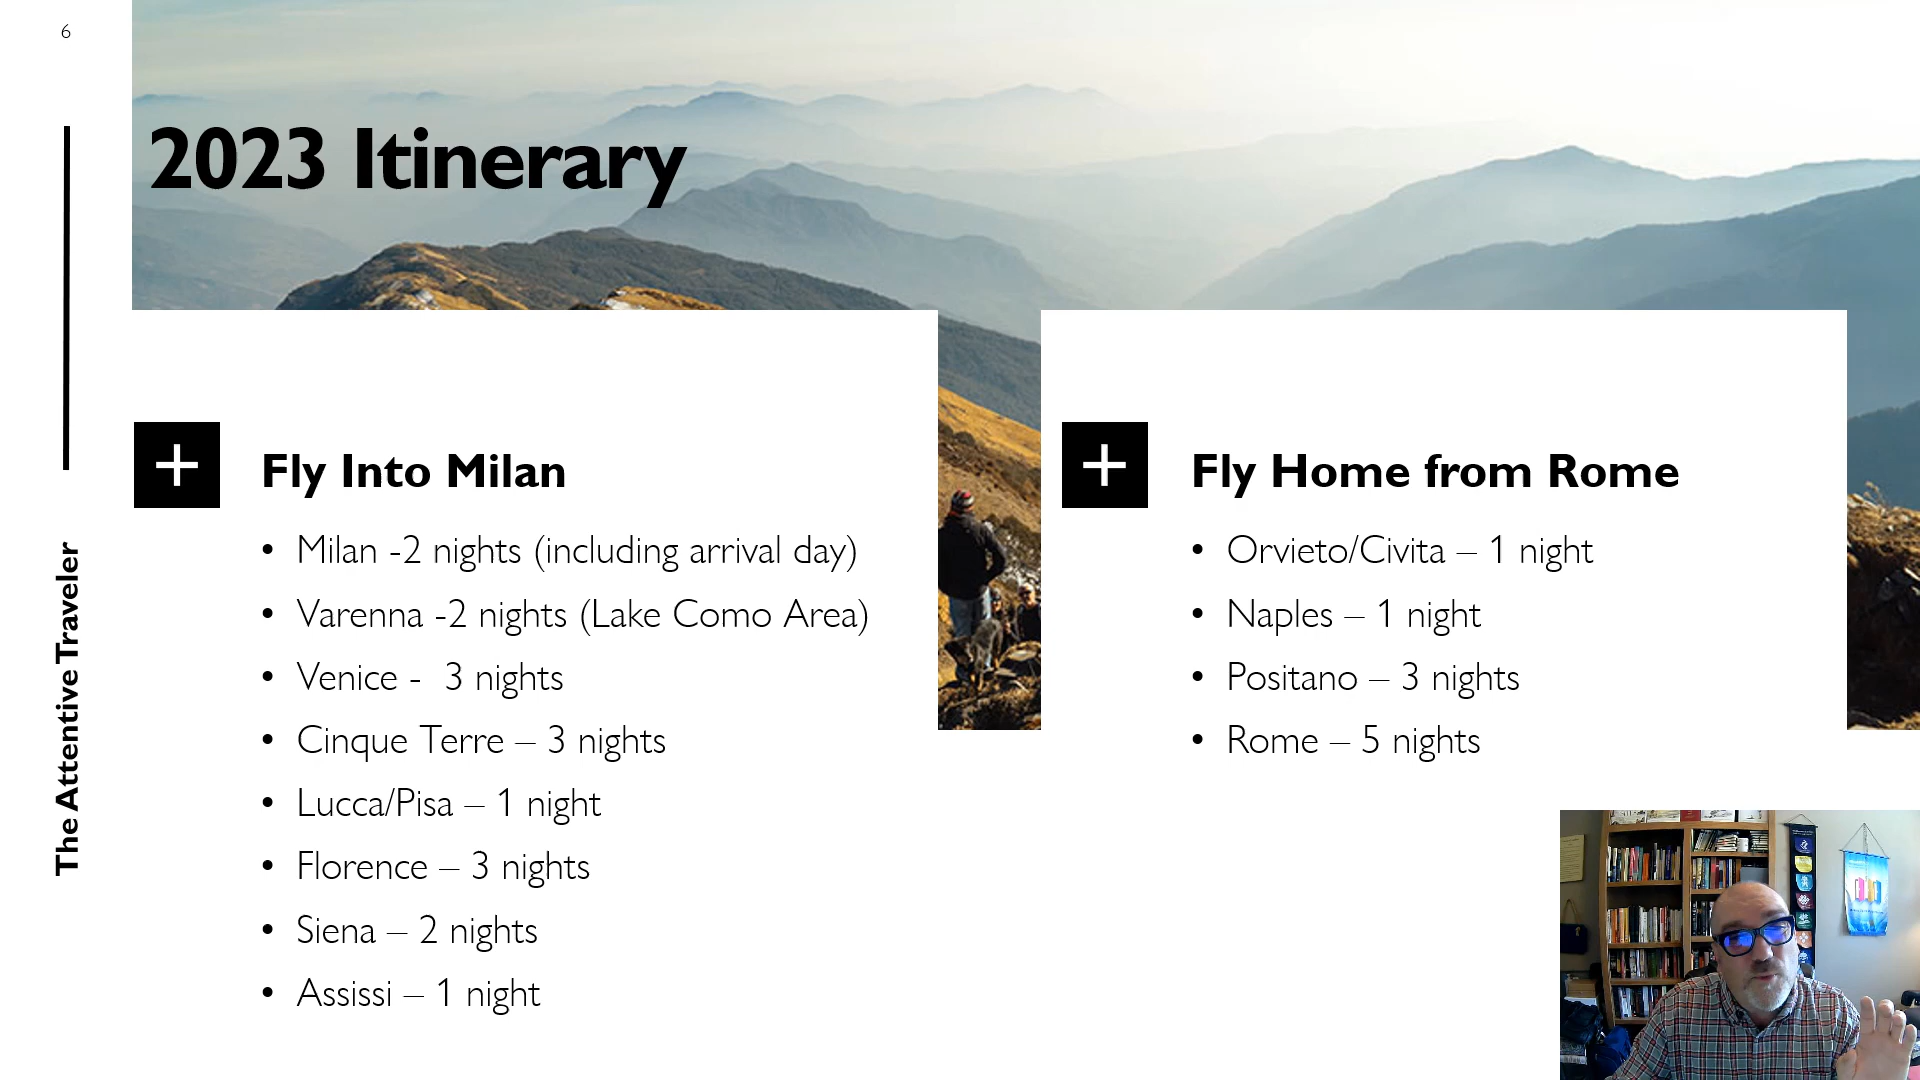 6
2023 Itinerary
The Attentive Traveler
Fly Into Milan
• Milan -2 nights (including arrival day)
• Varenna -2 nights (Lake Como Area)
• Venice -  3 nights
• Cinque Terre – 3 nights
• Lucca/Pisa – 1 night
• Florence – 3 nights
• Siena – 2 nights
• Assissi – 1 night
Fly Home from Rome
• Orvieto/Civita – 1 night
• Naples – 1 night
• Positano – 3 nights
• Rome – 5 nights